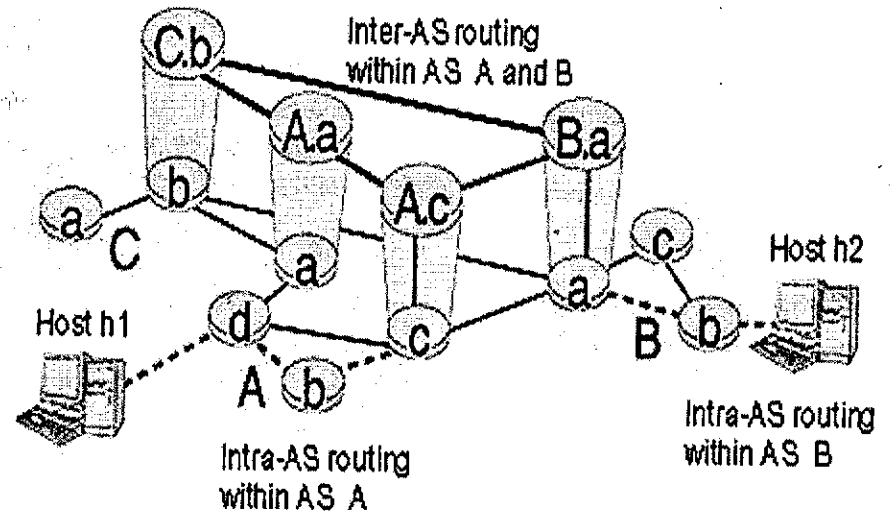 C.b
Inter-AS routing
within AS A and B
A.a
B.a
A.c
a
b
C
a
c
a
Host h2
Host h1
d
c
B
b
A
b
Intra-AS routing
within AS B
Intra-AS routing
within AS A